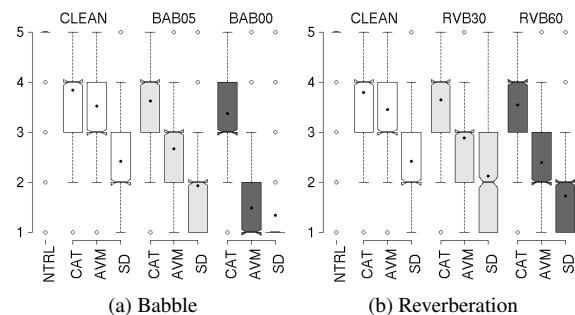 CLEAN BAB05 BAB00
5
4
3
2
1
NTRL CAT AVM SD CAT AVM SD CAT AVM SD
(a) Babble
CLEAN RVB30 RVB60
5
4
3
2
1
NTRL CAT AVM SD CAT AVM SD CAT AVM SD
(b) Reverberation